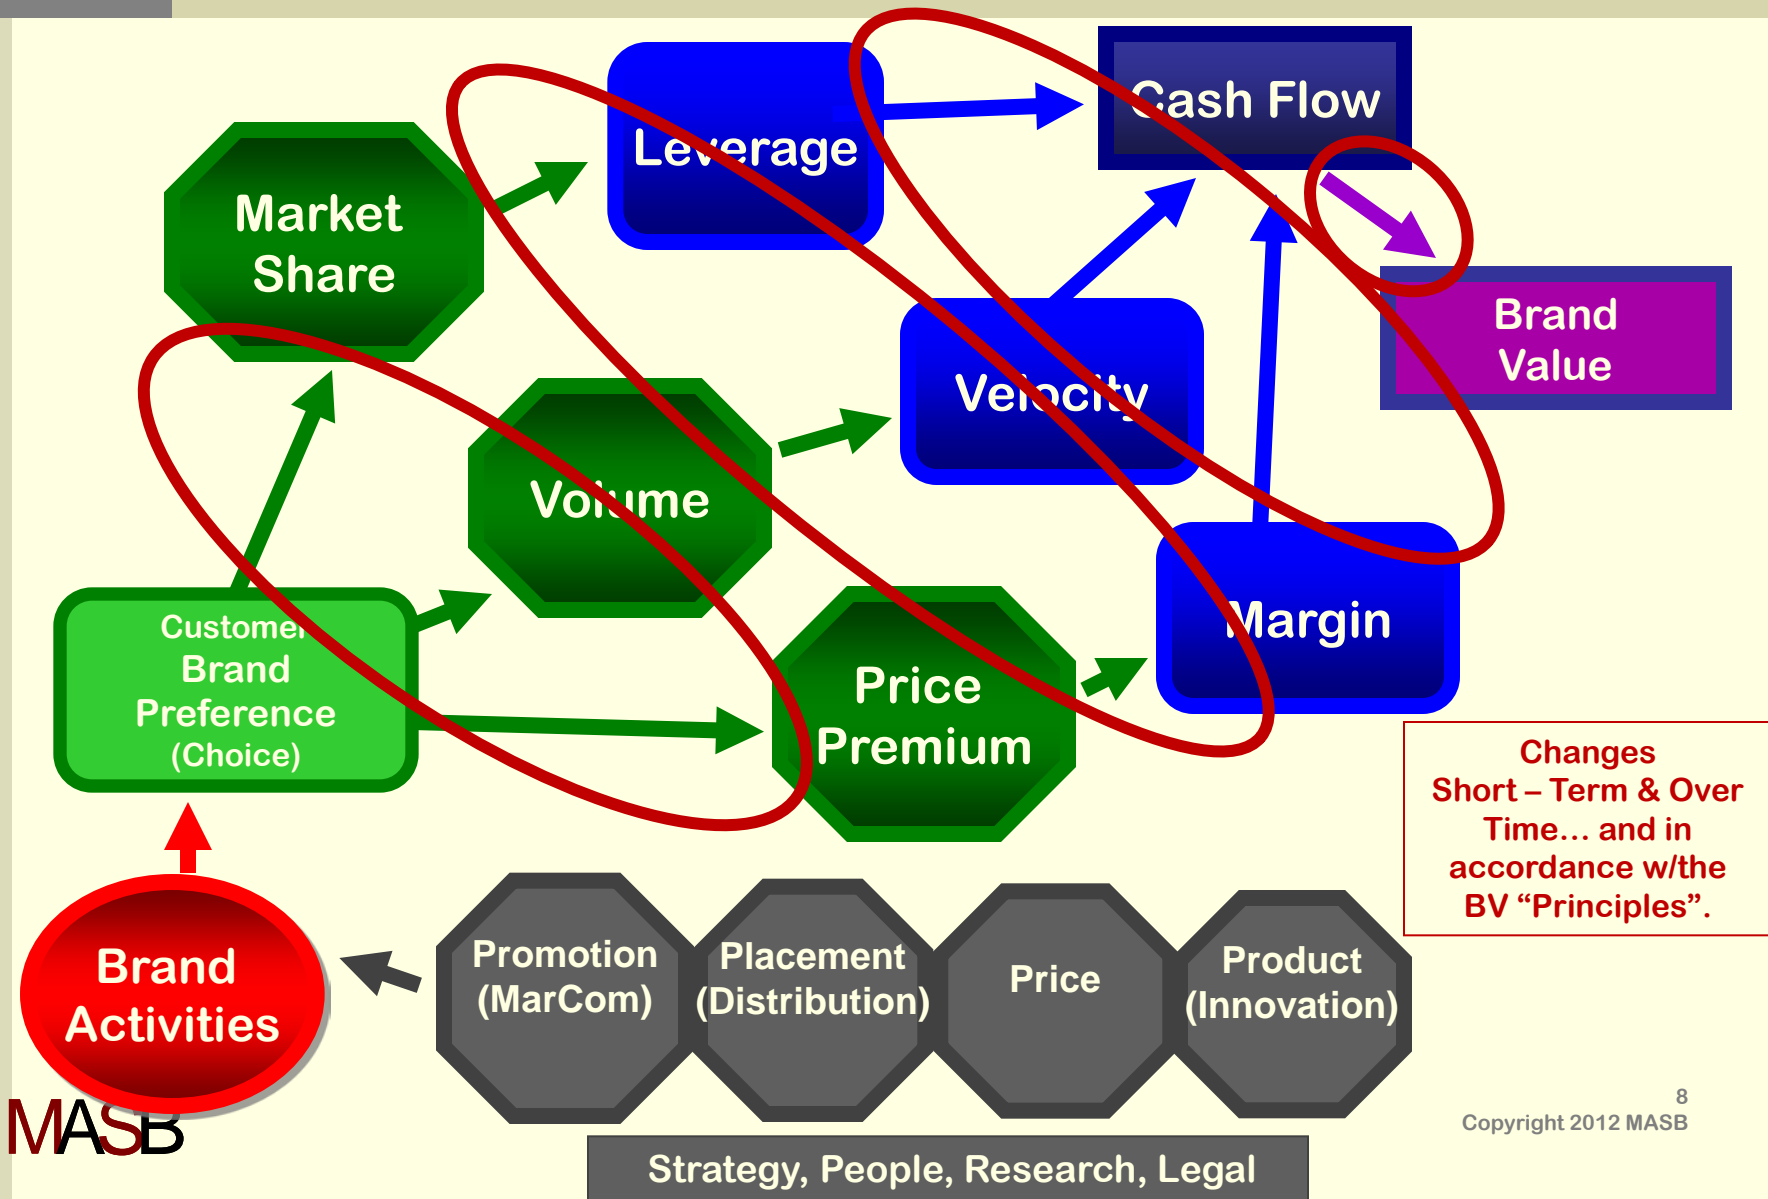 Cash Flow
Leverage
Market
Share
Brand
Value
Velocity
Volume
Customer
Brand
Preference
(Choice)
Price
Premium
Margin
Changes
Short – Term & Over
Time… and in
accordance w/the
BV “Principles”.
Brand
Activities
Promotion
(MarCom)
Placement
(Distribution)
Price
Product
(Innovation)
MASB
8
Copyright 2012 MASB
Strategy, People, Research, Legal